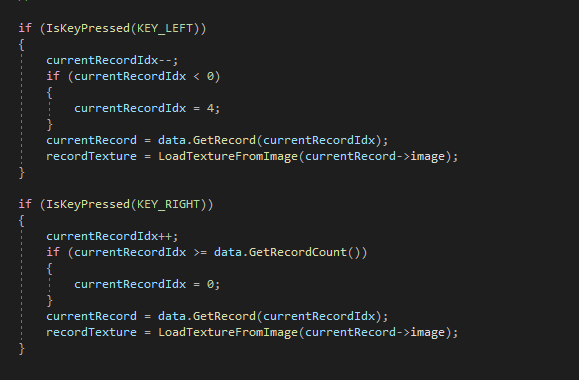 if (IsKeyPressed(KEY_LEFT))
{
currentRecordIdx--;
if (currentRecordIdx < 0)
{
currentRecordIdx = 4;
}
currentRecord = data.GetRecord(currentRecordIdx);
recordTexture = LoadTextureFromImage(currentRecord->image);
}
if (IsKeyPressed(KEY_RIGHT))
{
currentRecordIdx++;
if (currentRecordIdx >= data.GetRecordCount())
{
currentRecordIdx = 0;
}
currentRecord = data.GetRecord(currentRecordIdx);
recordTexture = LoadTextureFromImage(currentRecord->image);
}